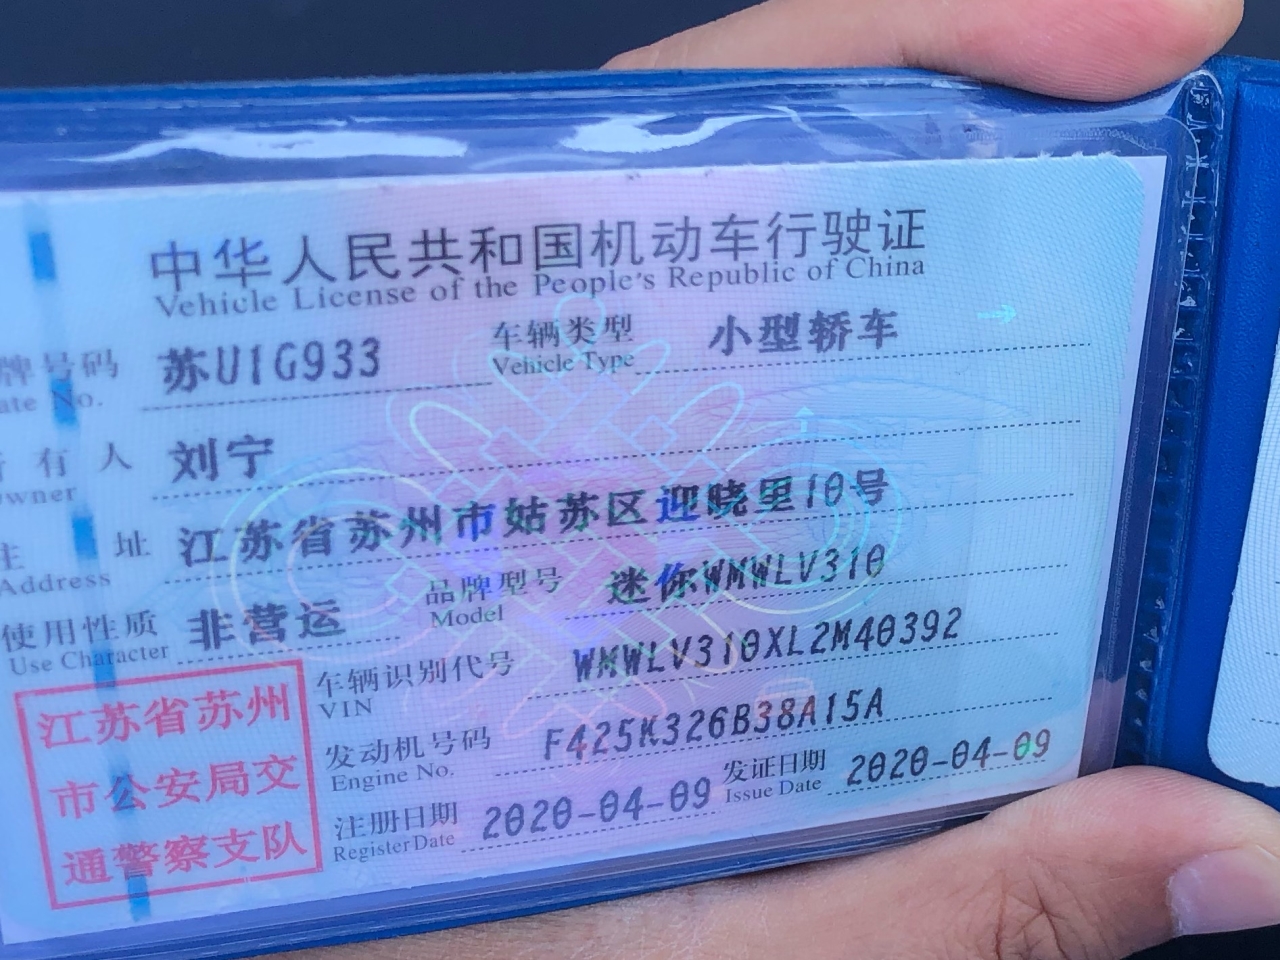 中华人民共和国机动车行驶证
Vehicle License of the People's Republic of China
牌号码 苏U1G933 车辆类型 小型轿车
ate No. Vehicle Type
有人 刘宁
wner
址 江苏省苏州市姑苏区迎晓里10号
Address
使用性质 非营运 品牌型号 迷你WMWLV310
Use Character Model
车辆识别代号 WMWLV310XL2M40392
VIN
发动机号码 F425K326B38A15A
Engine No.
注册日期 2020-04-09 发证日期 2020-04-09
Register Date Issue Date
江苏省苏州
市公安局交
通警察支队